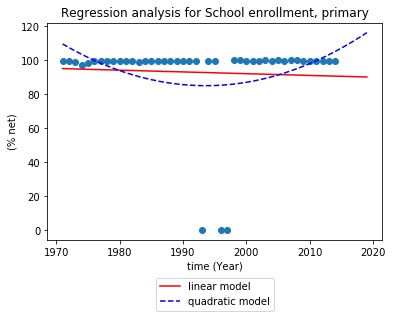 Regression analysis for School enrollment, primary
120
100
80
60
40
20
0
(% net)
1970 1980 1990 2000 2010 2020
time (Year)
linear model
quadratic model